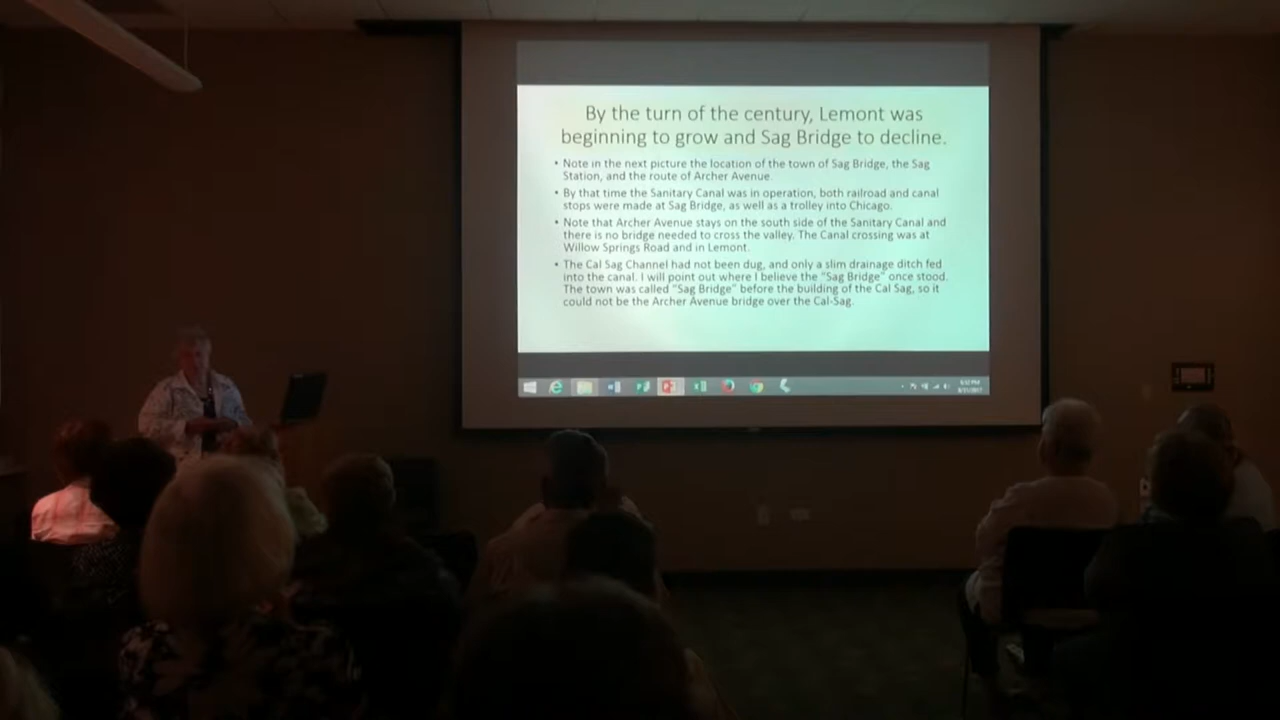 By the turn of the century, Lemont was
beginning to grow and Sag Bridge to decline.
• Note in the next picture the location of the town of Sag Bridge, the Sag
Station, and the route of Archer Avenue.
• By that time the Sanitary Canal was in operation, both railroad and canal
stops were made at Sag Bridge, as well as a trolley into Chicago.
• Note that Archer Avenue stays on the south side of the Sanitary Canal and
there is no bridge needed to cross the valley. The Canal crossing was at
Willow Springs Road and in Lemont.
• The Cal Sag Channel had not been dug, and only a slim drainage ditch fed
into the canal. I will point out where I believe the "Sag Bridge" once stood.
The town was called "Sag Bridge" before the building of the Cal Sag, so it
could not be the Archer Avenue bridge over the Cal-Sag.